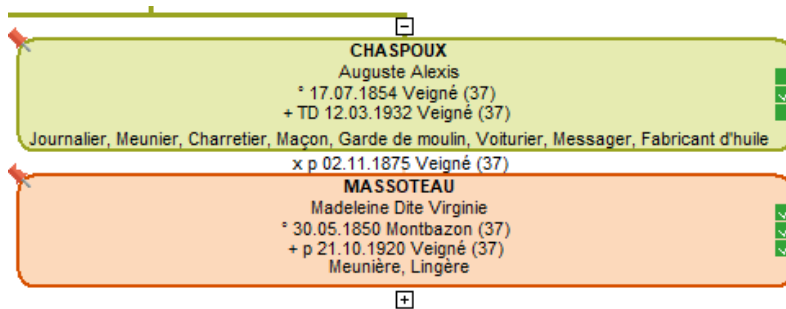 CHASPOUX
Auguste Alexis
° 17.07.1854 Veigné (37)
+ TD 12.03.1932 Veigné (37)
Journalier, Meunier, Charretier, Maçon, Garde de moulin, Voiturier, Messager, Fabricant d'huile
x p 02.11.1875 Veigné (37)
MASSOTEAU
Madeleine Dite Virginie
° 30.05.1850 Montbazon (37)
+ p 21.10.1920 Veigné (37)
Meunière, Lingère